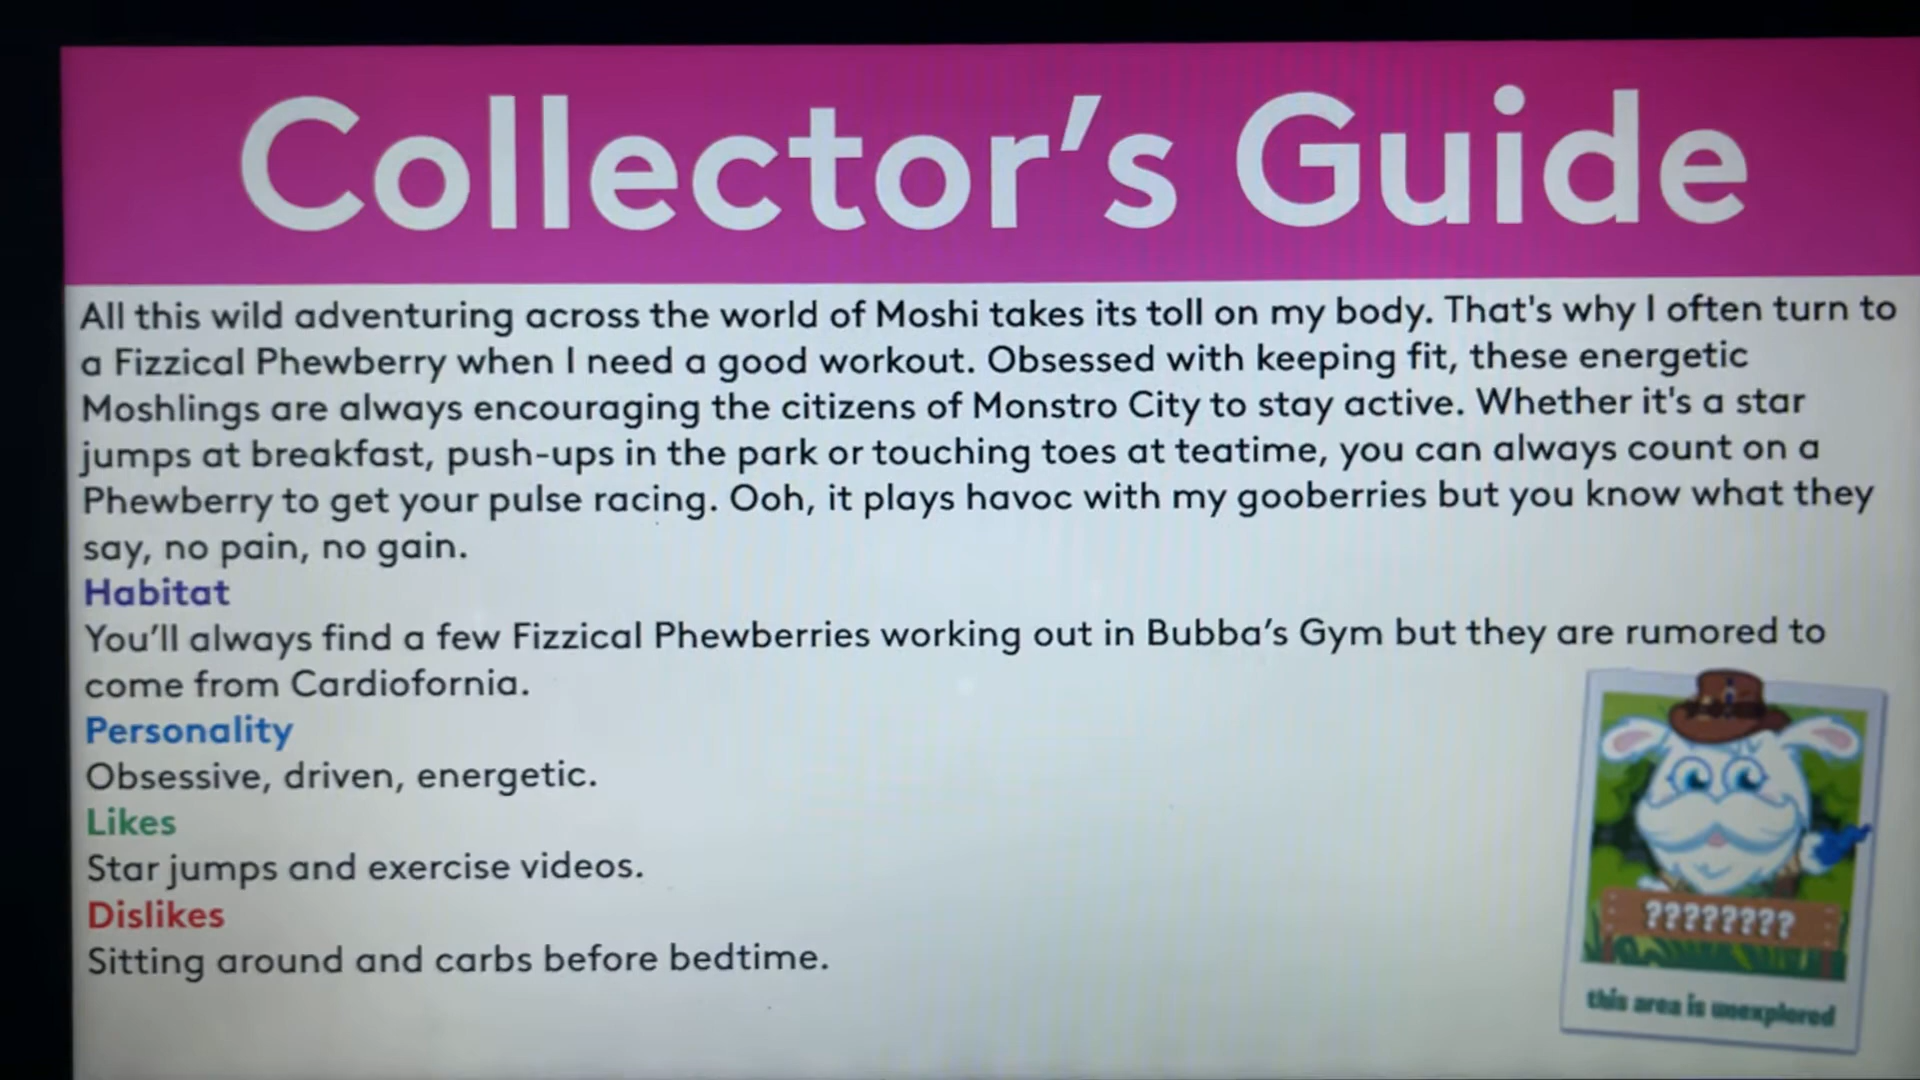 Collector's Guide
All this wild adventuring across the world of Moshi takes its toll on my body. That's why I often turn to
a Fizzical Phewberry when I need a good workout. Obsessed with keeping fit, these energetic
Moshlings are always encouraging the citizens of Monstro City to stay active. Whether it's a star
jumps at breakfast, push-ups in the park or touching toes at teatime, you can always count on a
Phewberry to get your pulse racing. Ooh, it plays havoc with my gooberries but you know what they
say, no pain, no gain.
Habitat
You'll always find a few Fizzical Phewberries working out in Bubba's Gym but they are rumored to
come from Cardiofornia.
Personality
Obsessive, driven, energetic.
Likes
Star jumps and exercise videos.
Dislikes
Sitting around and carbs before bedtime.
????????
this area is unexplored